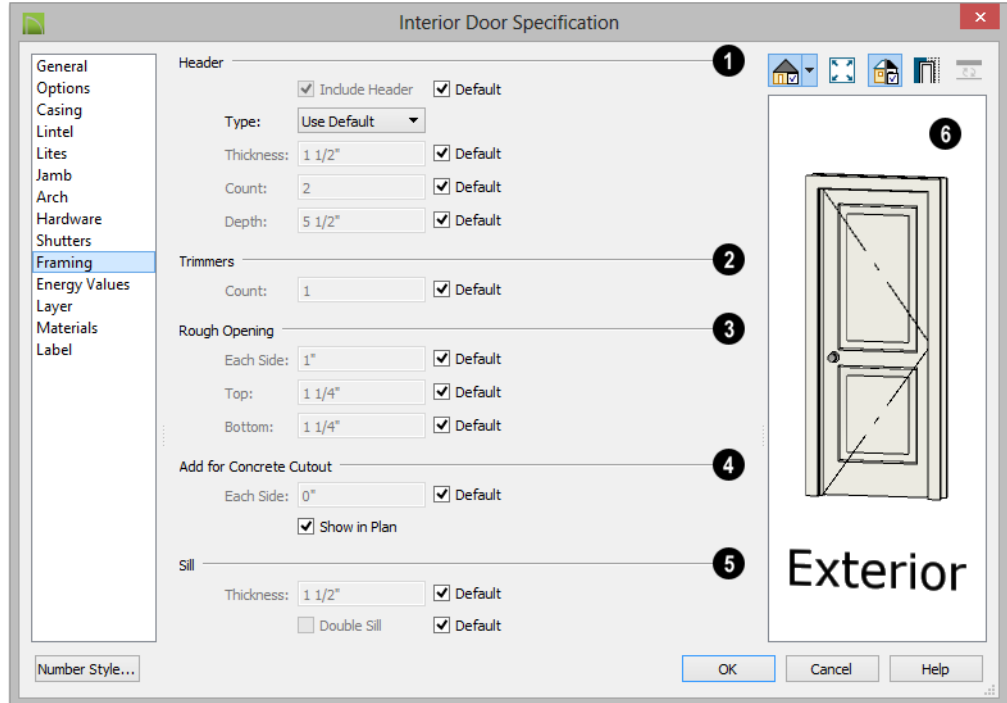 Interior Door Specification
General
Options
Casing
Lintel
Lites
Jamb
Arch
Hardware
Shutters
Framing
Energy Values
Layer
Materials
Label
Header 1
Include Header Default
Type: Use Default
Thickness: 1 1/2" Default
Count: 2 Default
Depth: 5 1/2" Default
Trimmers 2
Count: 1 Default
Rough Opening 3
Each Side: 1" Default
Top: 1 1/4" Default
Bottom: 1 1/4" Default
Add for Concrete Cutout 4
Each Side: 0" Default
Show in Plan
Sill 5
Thickness: 1 1/2" Default
Double Sill Default
6
Exterior
Number Style... OK Cancel Help